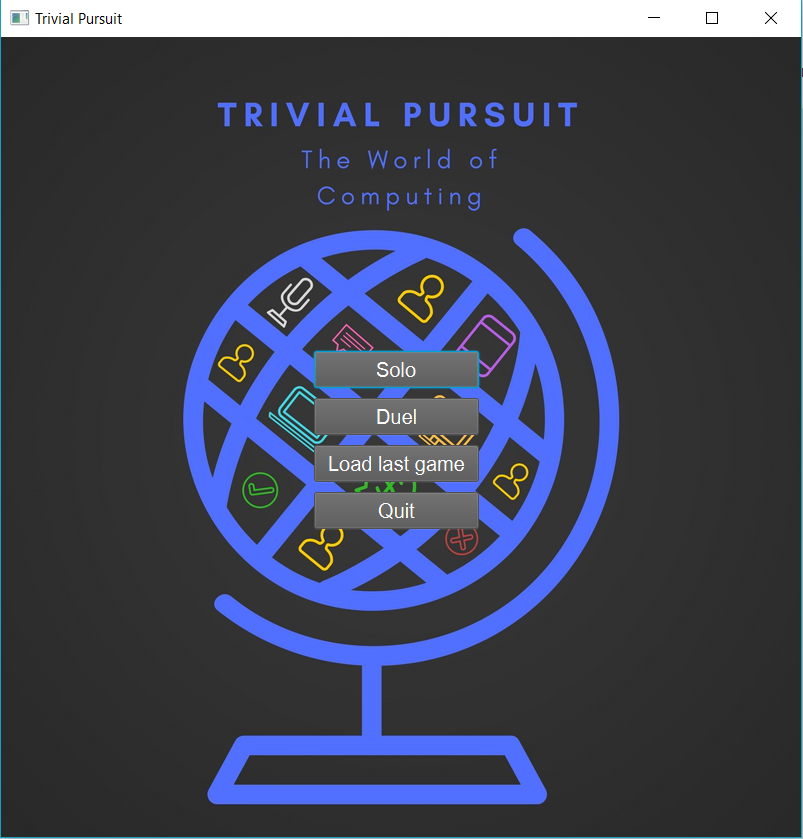 Trivial Pursuit
TRIVIAL PURSUIT
The World of
Computing
Solo
Duel
Load last game
Quit